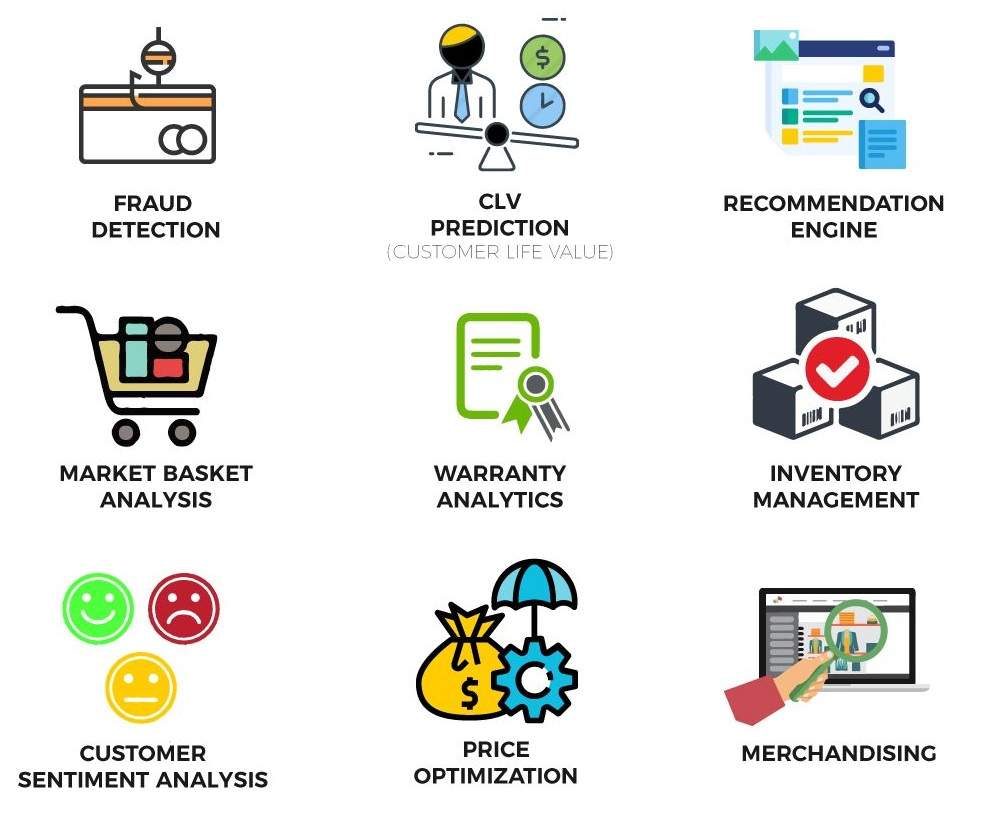 FRAUD
DETECTION
CLV
PREDICTION
(CUSTOMER LIFE VALUE)
RECOMMENDATION
ENGINE
MARKET BASKET
ANALYSIS
WARRANTY
ANALYTICS
INVENTORY
MANAGEMENT
CUSTOMER
SENTIMENT ANALYSIS
$
$
PRICE
OPTIMIZATION
MERCHANDISING